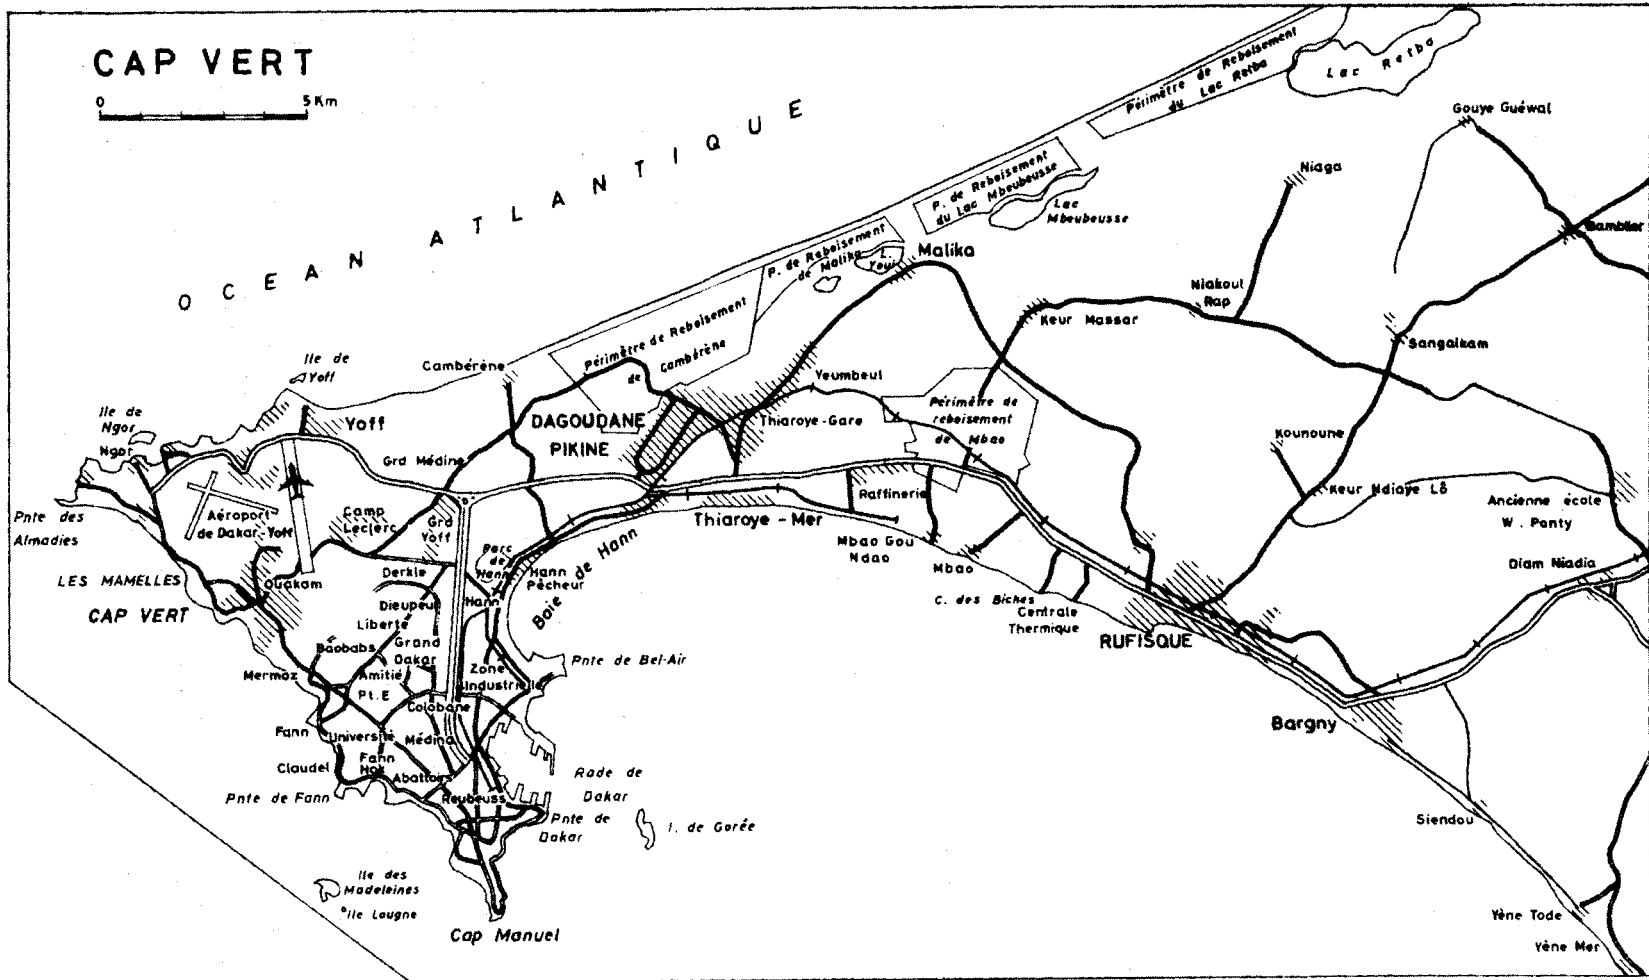 CAP VERT
0 5 Km
OCEAN ATLANTIQUE
Périmètre de Reboisement
du Lac Retba
Lac Retba
Gouye Guéwal
P. de Reboisement
du Lac Mbeubeusse
Lac
Mbeubeusse
Niaga
P. de Reboisement
de Malika
L.
Youi
Malika
Niakoul
Rap
Bambler
Périmètre de Reboisement
de Cambérène
Keur Massar
Sangalkam
Ile de
Yoff
Cambérène
Yeumbeul
Ile de
Ngor
Ngor
Yoff
DAGOUDANE
PIKINE
Thiaroye-Gare
Périmètre de
reboisement
de Mbao
Kounoune
Grd Médine
Keur Ndiaye Lô
Ancienne école
W. Ponty
Raffinerie
Thiaroye - Mer
Pnte des
Almadies
Aéroport
de Dakar-Yoff
Camp
Leclerc
Grd
Yoff
Parc
de
Hann
Hann
Pêcheur
Baie de Hann
Mbao Gou
Ndao
Mbao
Diam Niadia
LES MAMELLES
CAP VERT
Ouakam
Derkle
Dieupeul
Hann
C. des Biches
Centrale
Thermique
RUFISQUE
Liberté
Baobabs
Grand
Dakar
Mermoz
Amitié
Pt. E
Zone
Industrielle
Pnte de Bel-Air
Colobane
Bargny
Fann
Université
Médina
Claudel
Fann
Hok
Abattoirs
Rade de
Dakar
Pnte de Fann
Reubeuss
Pnte de
Dakar
I. de Gorée
Siendou
Ile des
Madeleines
Ile Lougne
Cap Manuel
Yène Tode
Yène Mer